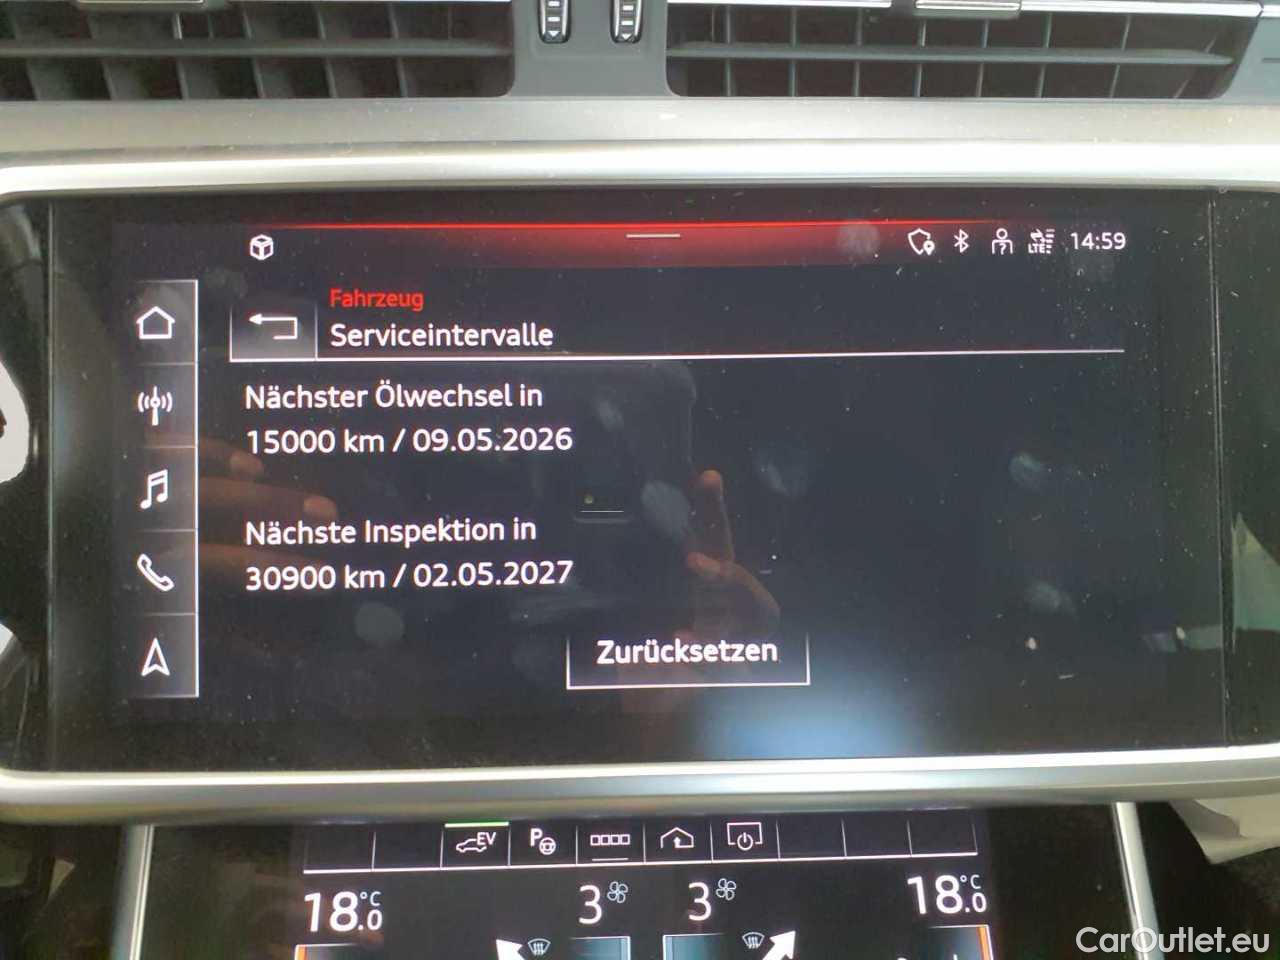 LTE
14:59
Fahrzeug
Serviceintervalle
Nächster Ölwechsel in
15000 km / 09.05.2026
Nächste Inspektion in
30900 km / 02.05.2027
Zurücksetzen
EV
P
18.0 °C
3
3
18.0 °C
CarOutlet.eu